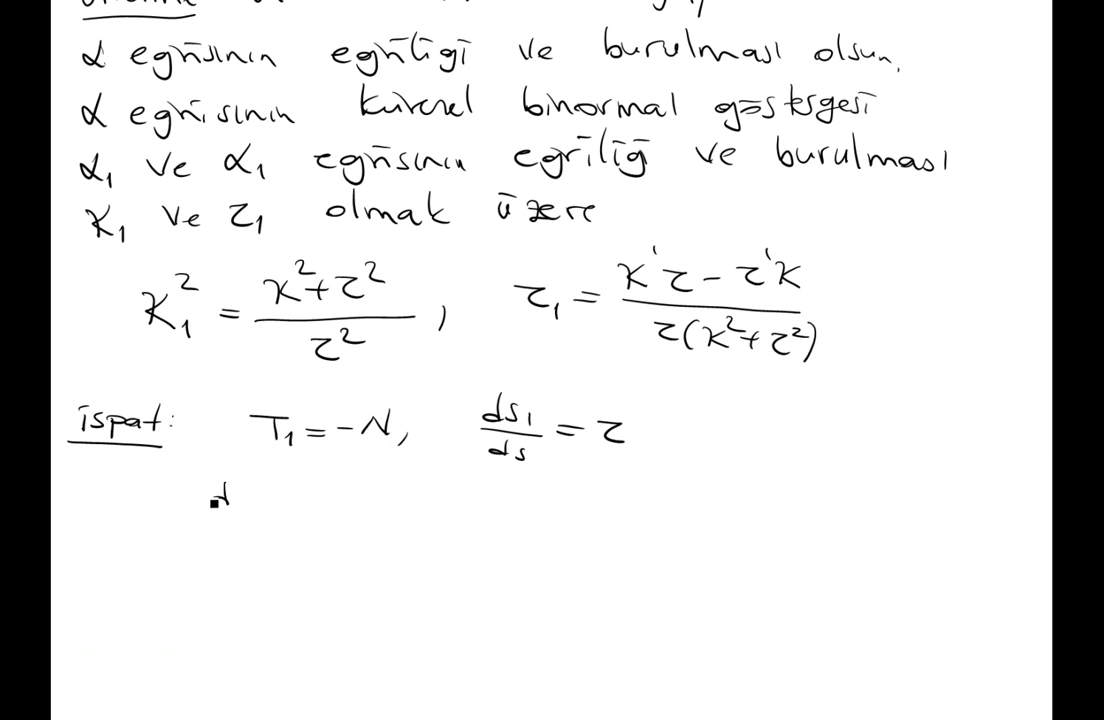 α eğrisinin eğriliği ve burulması olsun.
α eğrisinin küresel binormal göstergesi
α₁ ve α₁ eğrisinin eğriliği ve burulması
κ₁ ve τ₁ olmak üzere
κ₁² = (κ² + τ²) / τ² , τ₁ = (κ'τ - τ'κ) / (τ(κ² + τ²))
ispat: T₁ = -N, ds₁/ds = τ
d